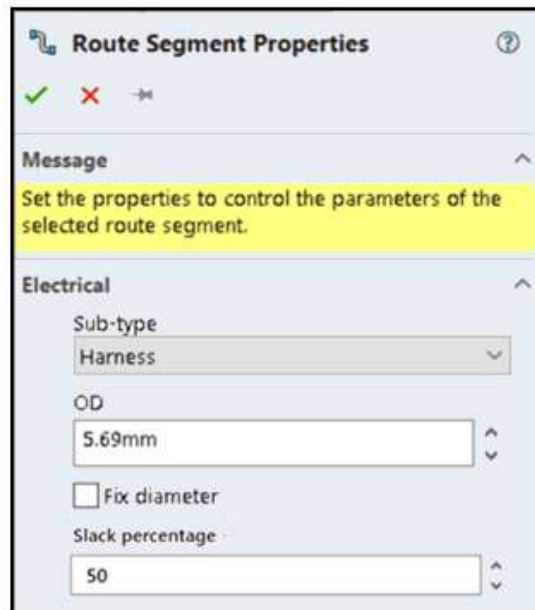 Route Segment Properties
Message
Set the properties to control the parameters of the
selected route segment.
Electrical
Sub-type
Harness
OD
5.69mm
Fix diameter
Slack percentage
50